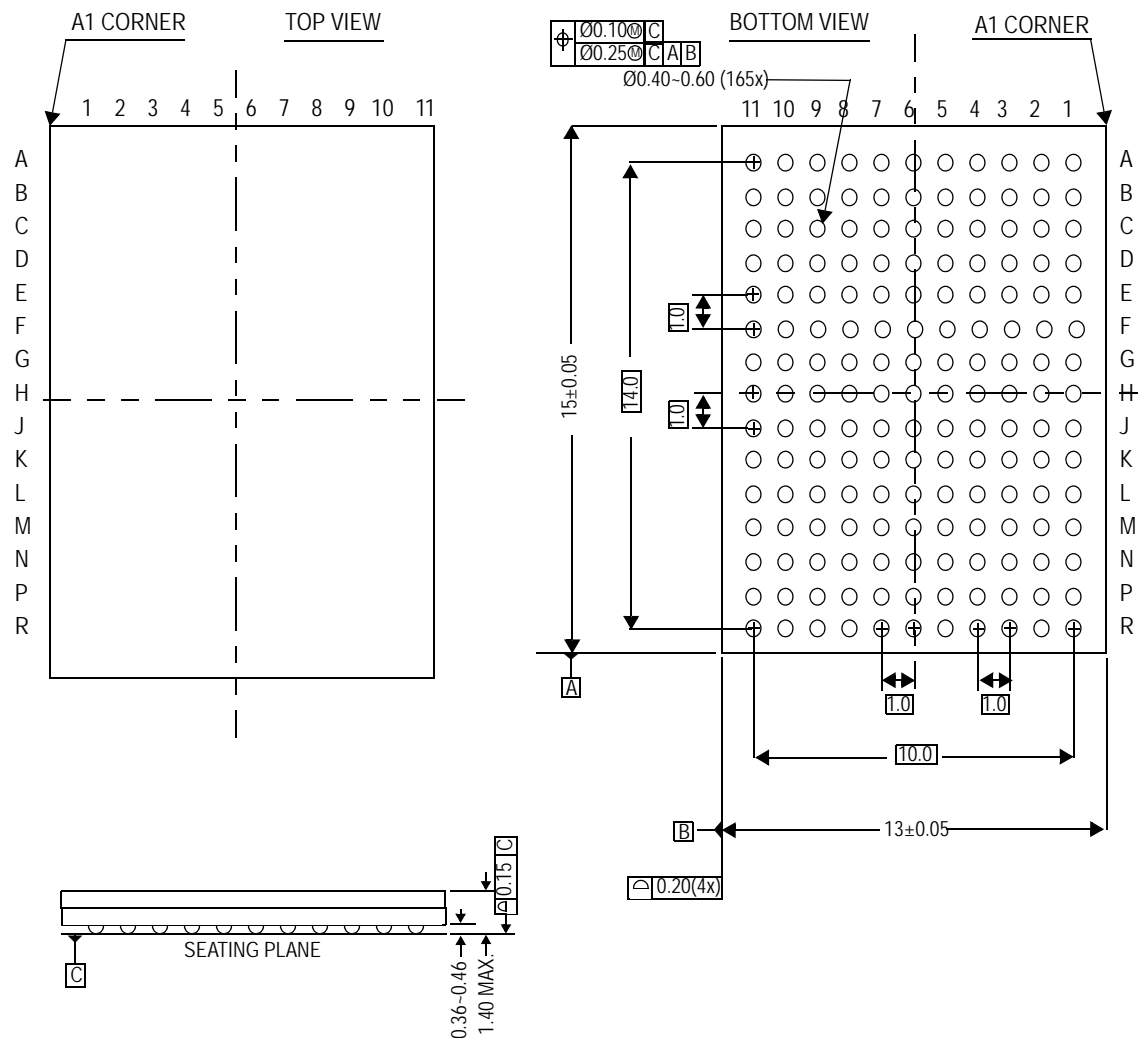 A1 CORNER
TOP VIEW
BOTTOM VIEW
A1 CORNER
Ø0.10Ⓜ C
Ø0.25Ⓜ C A B
Ø0.40~0.60 (165x)
1 2 3 4 5 6 7 8 9 10 11
11 10 9 8 7 6 5 4 3 2 1
A
B
C
D
E
F
G
H
J
K
L
M
N
P
R
A
B
C
D
E
F
G
H
J
K
L
M
N
P
R
1.0
1.0
14.0
15±0.05
A
1.0
1.0
10.0
B
13±0.05
0.20(4x)
0.15 C
SEATING PLANE
C
0.36~0.46
1.40 MAX.